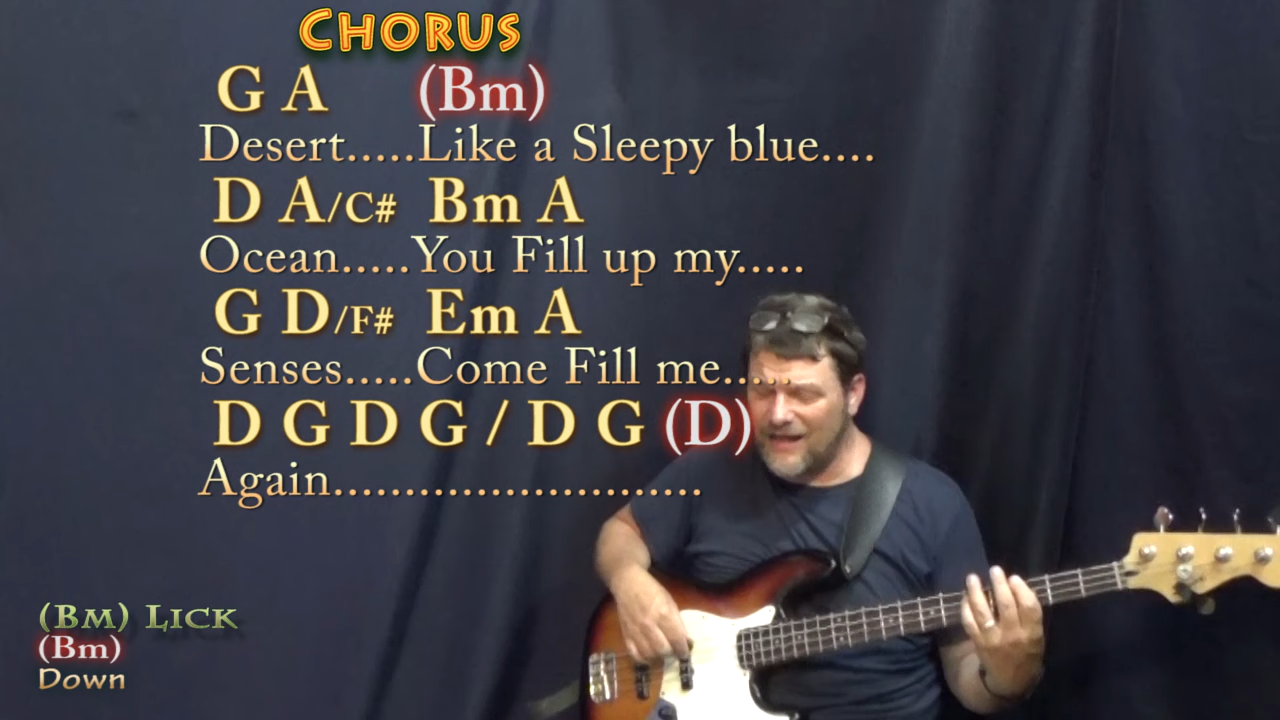 CHORUS
G A (Bm)
Desert.....Like a Sleepy blue....
D A/C# Bm A
Ocean.....You Fill up my.....
G D/F# Em A
Senses.....Come Fill me.....
D G D G / D G (D)
Again..........................
(BM) LICK
(Bm)
Down